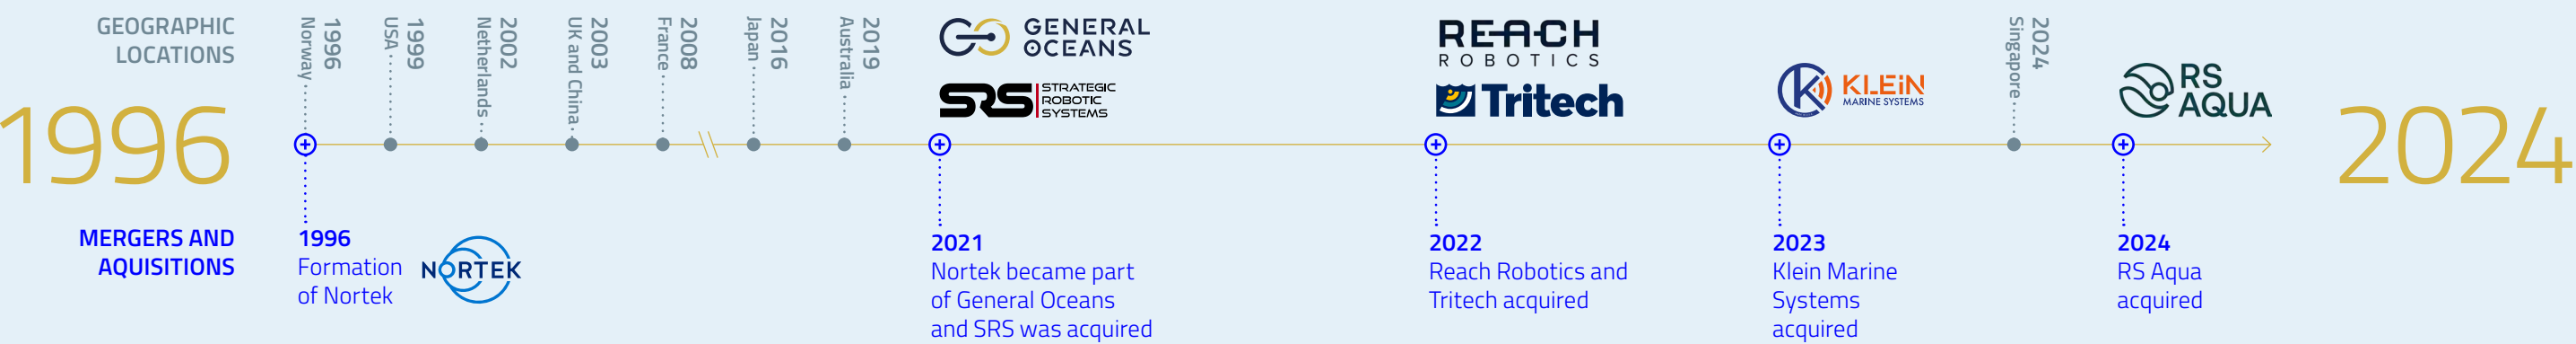 GEOGRAPHIC
LOCATIONS
1996
Norway
1999
USA
2002
Netherlands
2003
UK and China
2008
France
2016
Japan
2019
Australia
GENERAL
OCEANS
SRS
STRATEGIC
ROBOTIC
SYSTEMS
REACH
ROBOTICS
Tritech
K
KLEiN
MARINE SYSTEMS
2024
Singapore
RS
AQUA
1996
2024
MERGERS AND
AQUISITIONS
1996
Formation
of Nortek
NORTEK
2021
Nortek became part
of General Oceans
and SRS was acquired
2022
Reach Robotics and
Tritech acquired
2023
Klein Marine
Systems
acquired
2024
RS Aqua
acquired